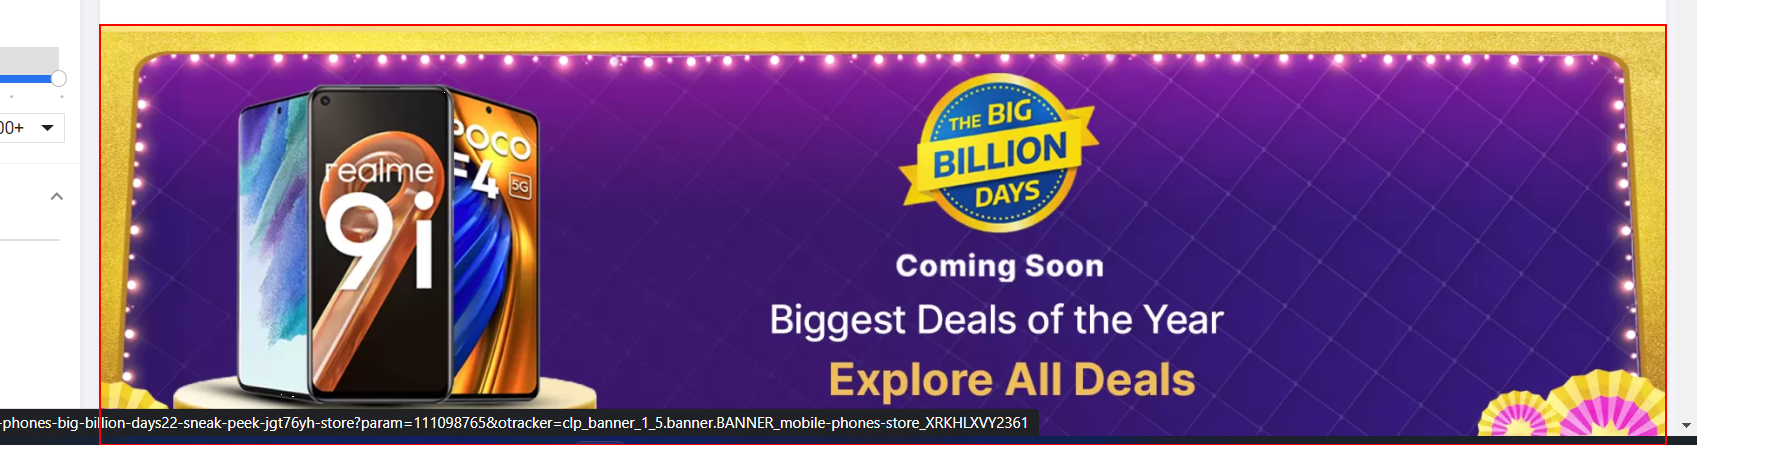 00+
realme
9i
POCO
F4
5G
THE BIG
BILLION
DAYS
Coming Soon
Biggest Deals of the Year
Explore All Deals
-phones-big-billion-days22-sneak-peek-jgt76yh-store?param=111098765&otracker=clp_banner_1_5.banner.BANNER_mobile-phones-store_XRKHLXVY2361